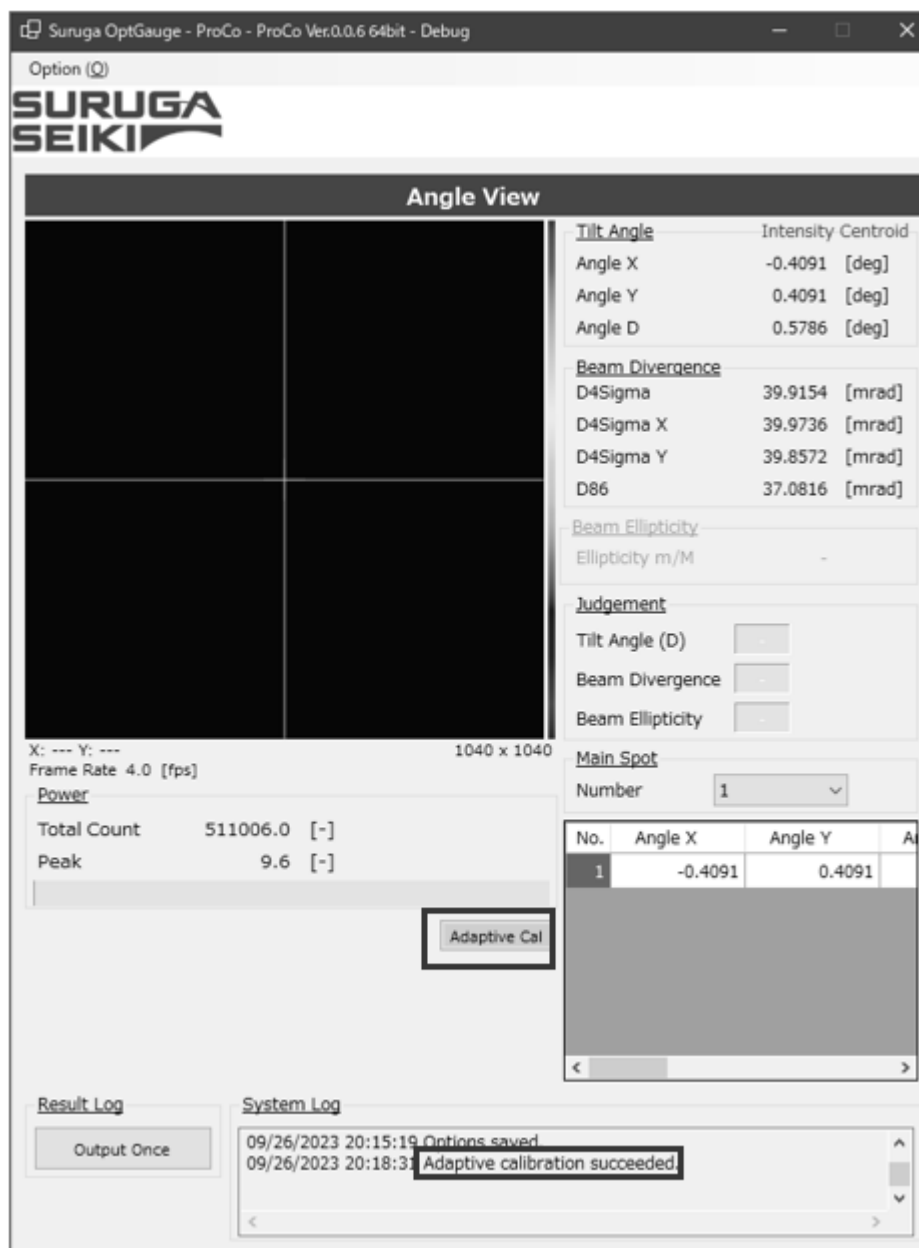 Suruga OptGauge - ProCo - ProCo Ver.0.0.6 64bit - Debug
Option (O)
SURUGA
SEIKI
Angle View
Tilt Angle Intensity Centroid
Angle X -0.4091 [deg]
Angle Y 0.4091 [deg]
Angle D 0.5786 [deg]
Beam Divergence
D4Sigma 39.9154 [mrad]
D4Sigma X 39.9736 [mrad]
D4Sigma Y 39.8572 [mrad]
D86 37.0816 [mrad]
Beam Ellipticity
Ellipticity m/M -
Judgement
Tilt Angle (D) -
Beam Divergence -
Beam Ellipticity -
X: --- Y: --- 1040 x 1040
Frame Rate 4.0 [fps]
Main Spot
Number 1
Power
Total Count 511006.0 [-]
Peak 9.6 [-]
No. Angle X Angle Y
1 -0.4091 0.4091
Adaptive Cal
Result Log
Output Once
System Log
09/26/2023 20:15:19 Options saved.
09/26/2023 20:18:31 Adaptive calibration succeeded.